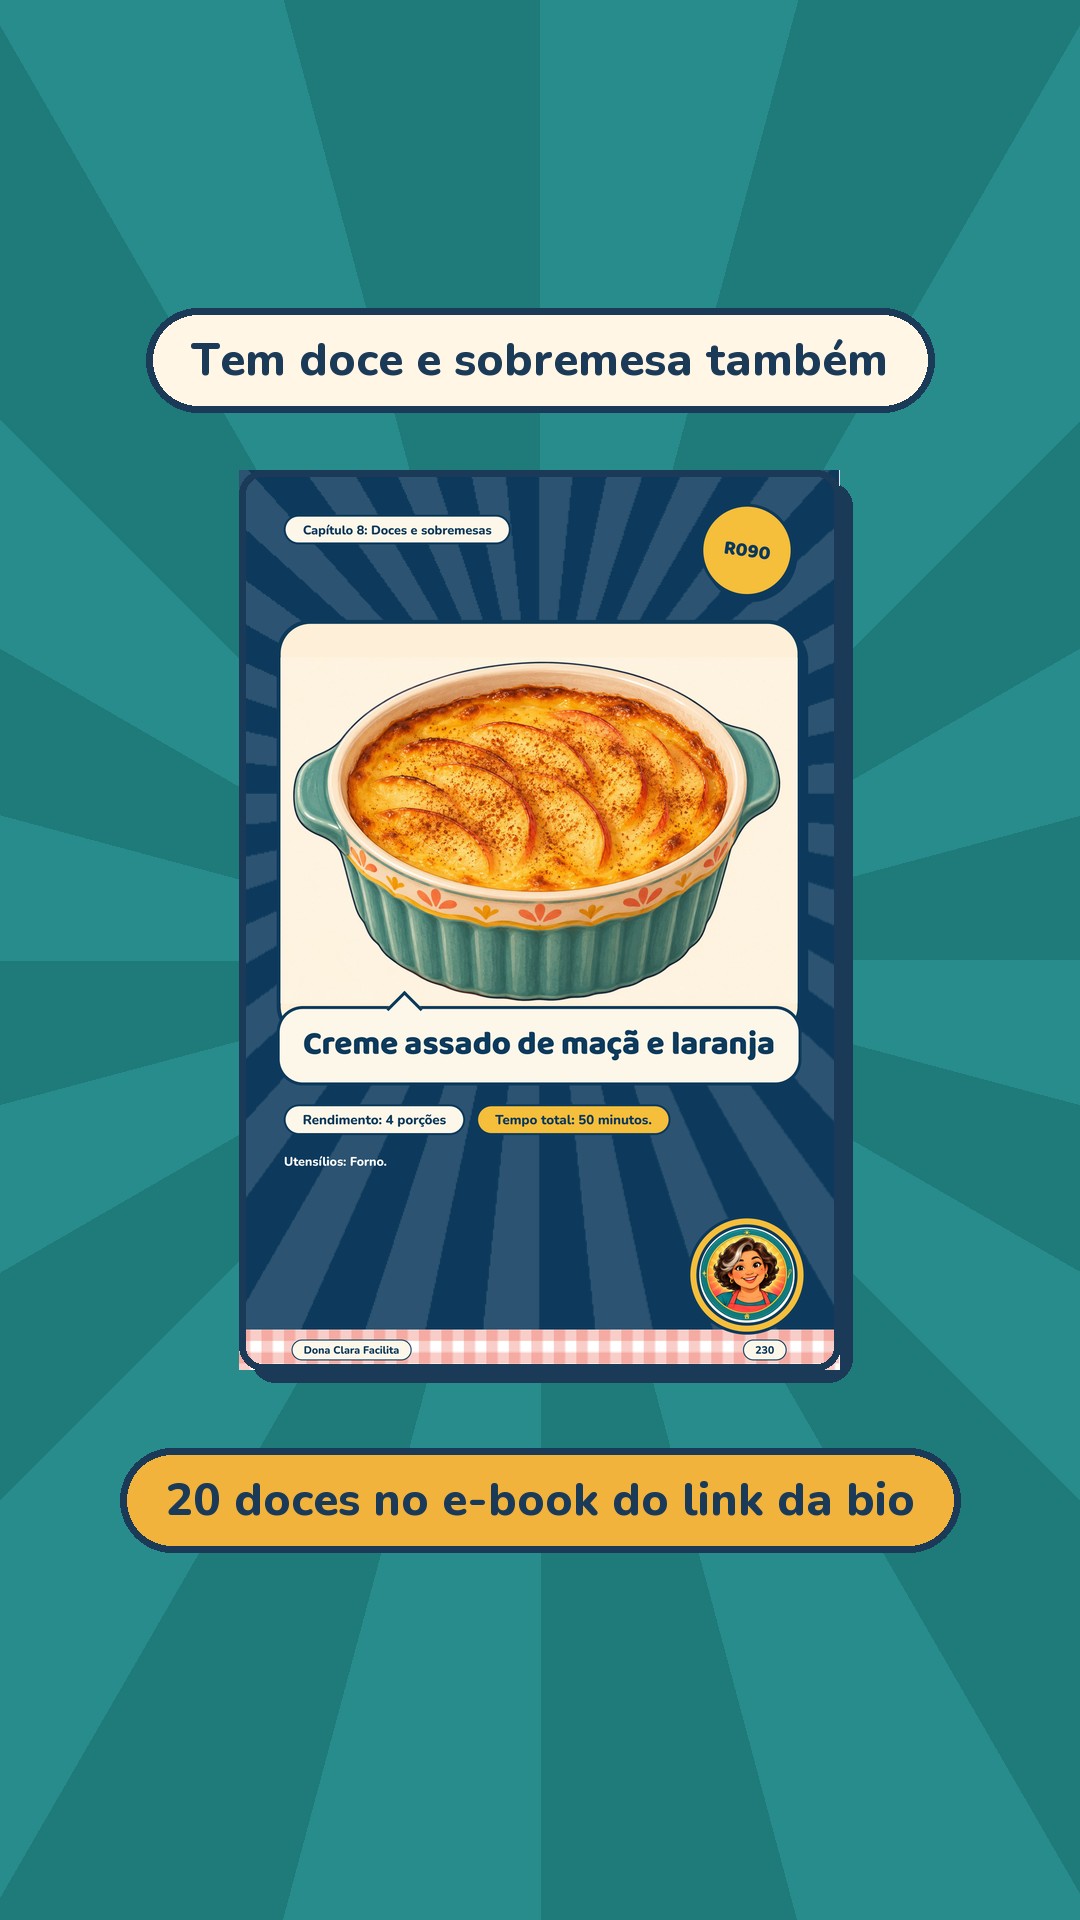 Tem doce e sobremesa também
Capítulo 8: Doces e sobremesas
R090
Creme assado de maçã e laranja
Rendimento: 4 porções
Tempo total: 50 minutos.
Utensílios: Forno.
Dona Clara Facilita
230
20 doces no e-book do link da bio